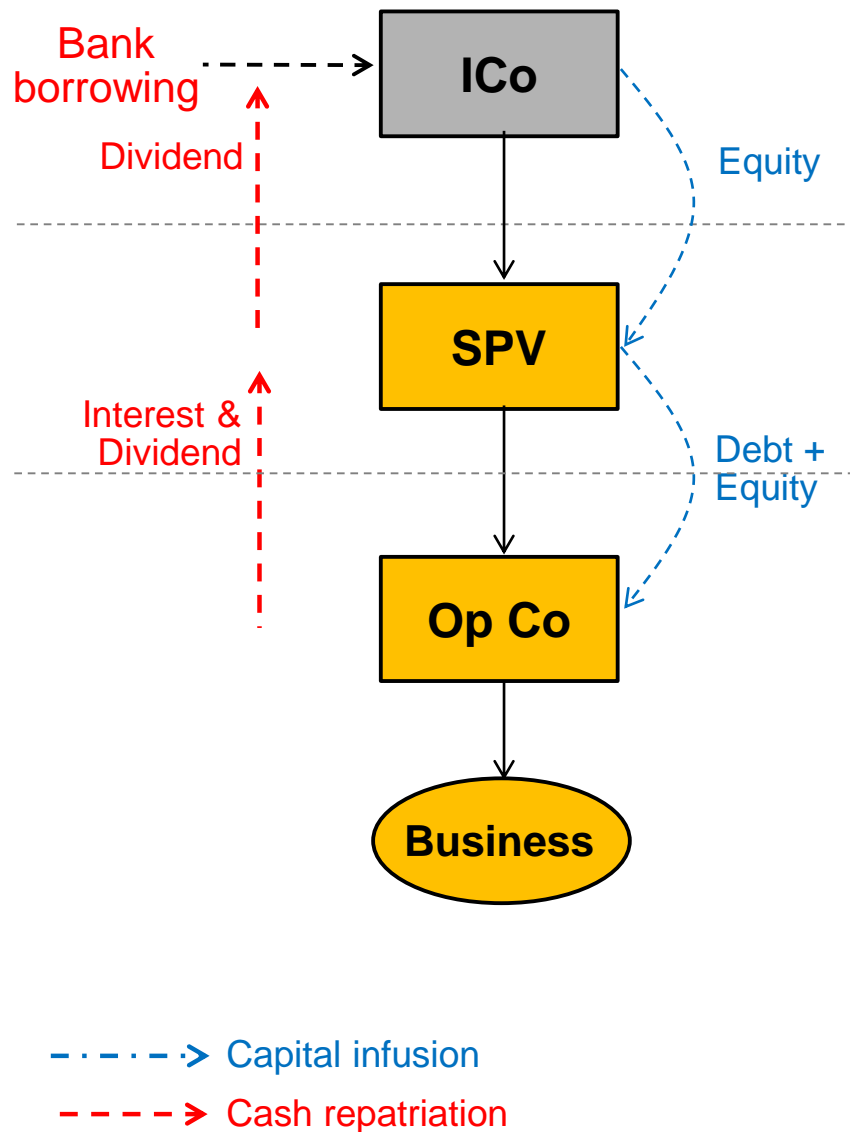 Bank
borrowing
ICo
Dividend
Equity
SPV
Interest &
Dividend
Debt +
Equity
Op Co
Business
Capital infusion
Cash repatriation